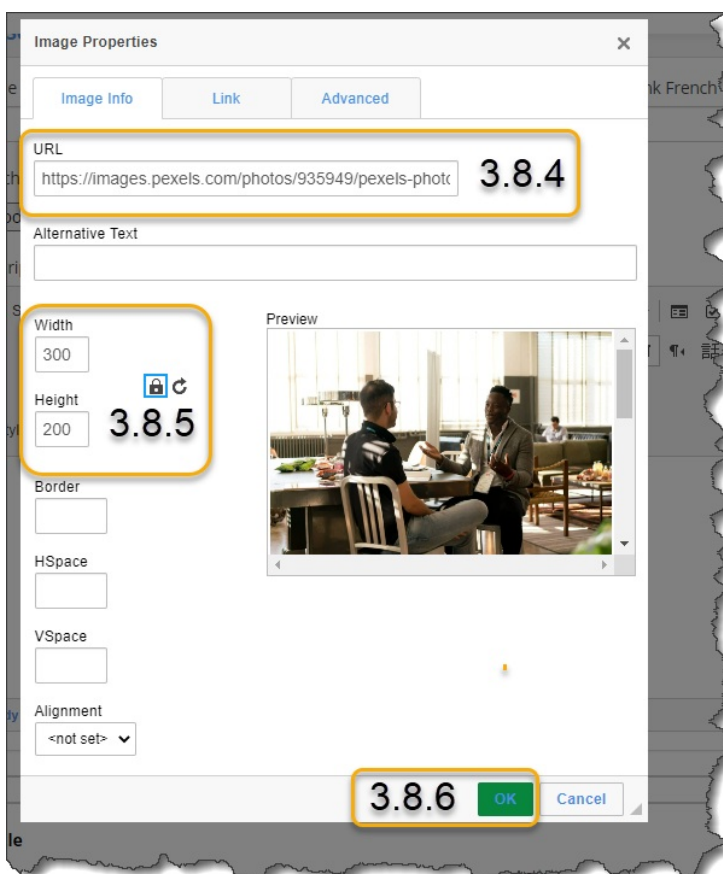 Image Properties
Image Info Link Advanced
nk French
URL
https://images.pexels.com/photos/935949/pexels-photo
3.8.4
Alternative Text
Width
300
Height
200
3.8.5
Preview
Border
HSpace
VSpace
Alignment
<not set>
3.8.6
OK Cancel
le